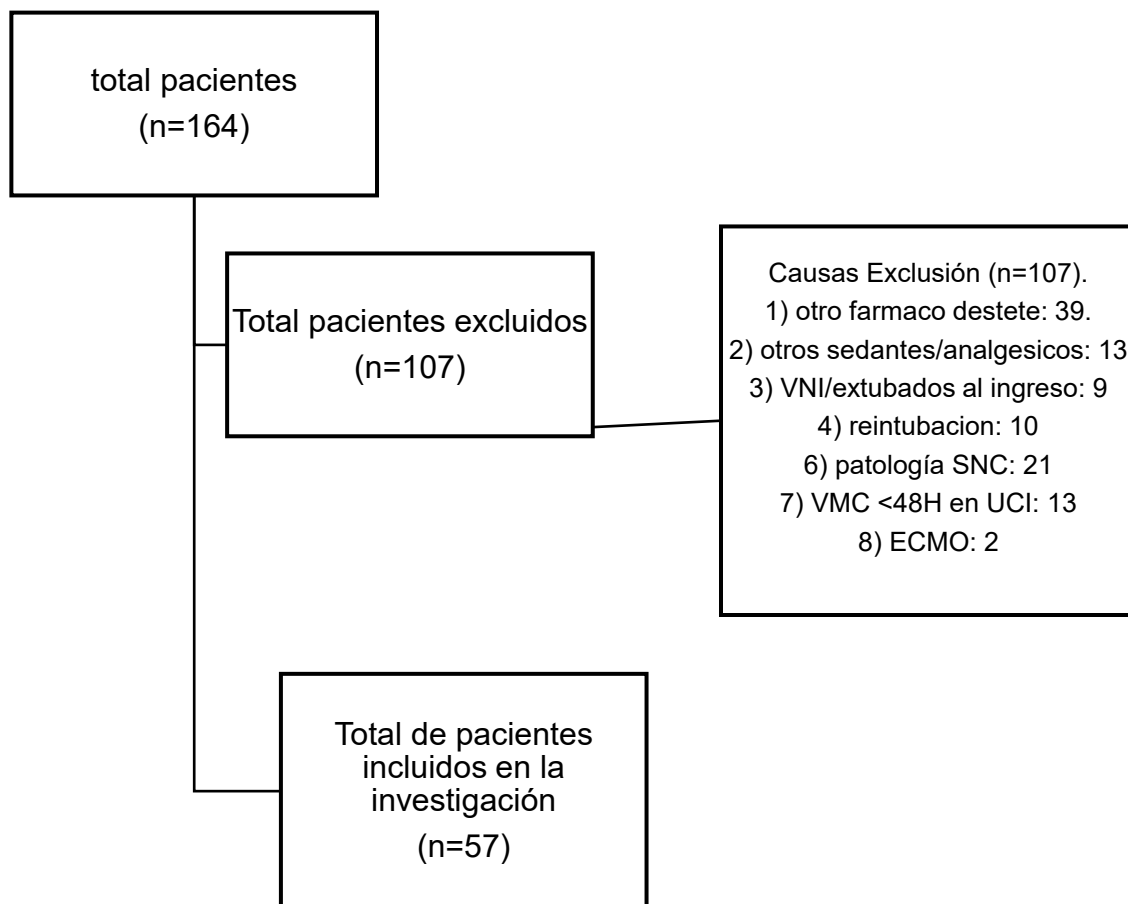 total pacientes
(n=164)
Total pacientes excluidos
(n=107)
Causas Exclusión (n=107).
1) otro farmaco destete: 39.
2) otros sedantes/analgesicos: 13
3) VNI/extubados al ingreso: 9
4) reintubacion: 10
6) patología SNC: 21
7) VMC <48H en UCI: 13
8) ECMO: 2
Total de pacientes
incluidos en la
investigación
(n=57)